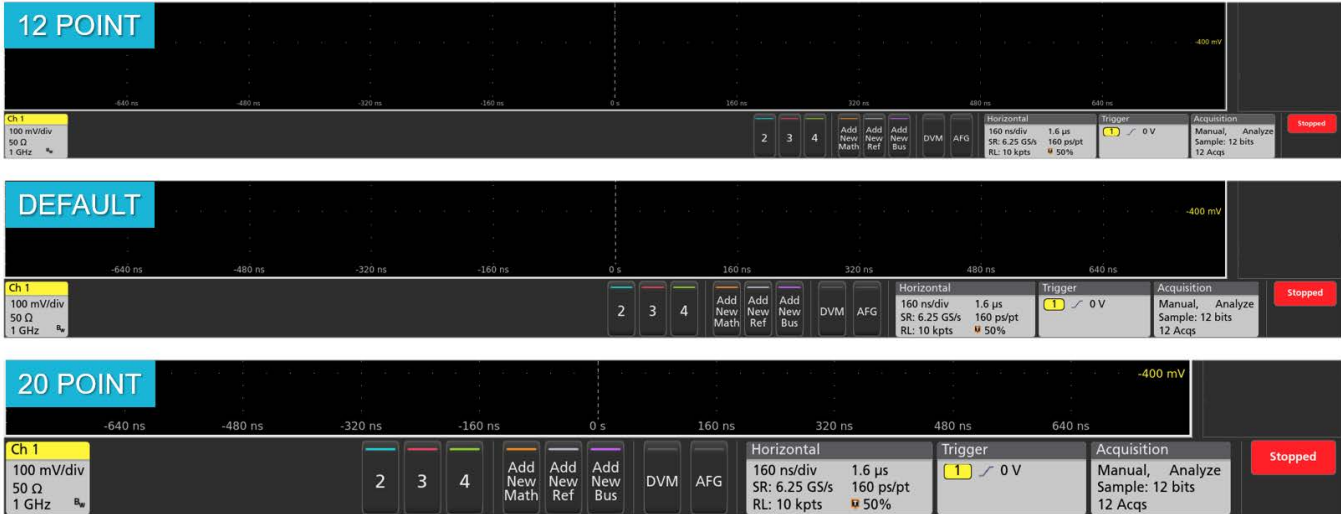 12 POINT
-400 mV
-640 ns -480 ns -320 ns -160 ns 0 s 160 ns 320 ns 480 ns 640 ns
Ch 1 Horizontal Trigger Acquisition
100 mV/div 2 3 4 Add New Math Add New Ref Add New Bus DVM AFG 160 ns/div 1.6 µs 1 0 V Manual, Analyze Stopped
50 Ω SR: 6.25 GS/s 160 ps/pt Sample: 12 bits
1 GHz Bw RL: 10 kpts 50% 12 Acqs
DEFAULT
-400 mV
-640 ns -480 ns -320 ns -160 ns 0 s 160 ns 320 ns 480 ns 640 ns
Ch 1 Horizontal Trigger Acquisition
100 mV/div 2 3 4 Add New Math Add New Ref Add New Bus DVM AFG 160 ns/div 1.6 µs 1 0 V Manual, Analyze Stopped
50 Ω SR: 6.25 GS/s 160 ps/pt Sample: 12 bits
1 GHz Bw RL: 10 kpts 50% 12 Acqs
20 POINT
-400 mV
-640 ns -480 ns -320 ns -160 ns 0 s 160 ns 320 ns 480 ns 640 ns
Ch 1 Horizontal Trigger Acquisition
100 mV/div 2 3 4 Add New Math Add New Ref Add New Bus DVM AFG 160 ns/div 1.6 µs 1 0 V Manual, Analyze Stopped
50 Ω SR: 6.25 GS/s 160 ps/pt Sample: 12 bits
1 GHz Bw RL: 10 kpts 50% 12 Acqs